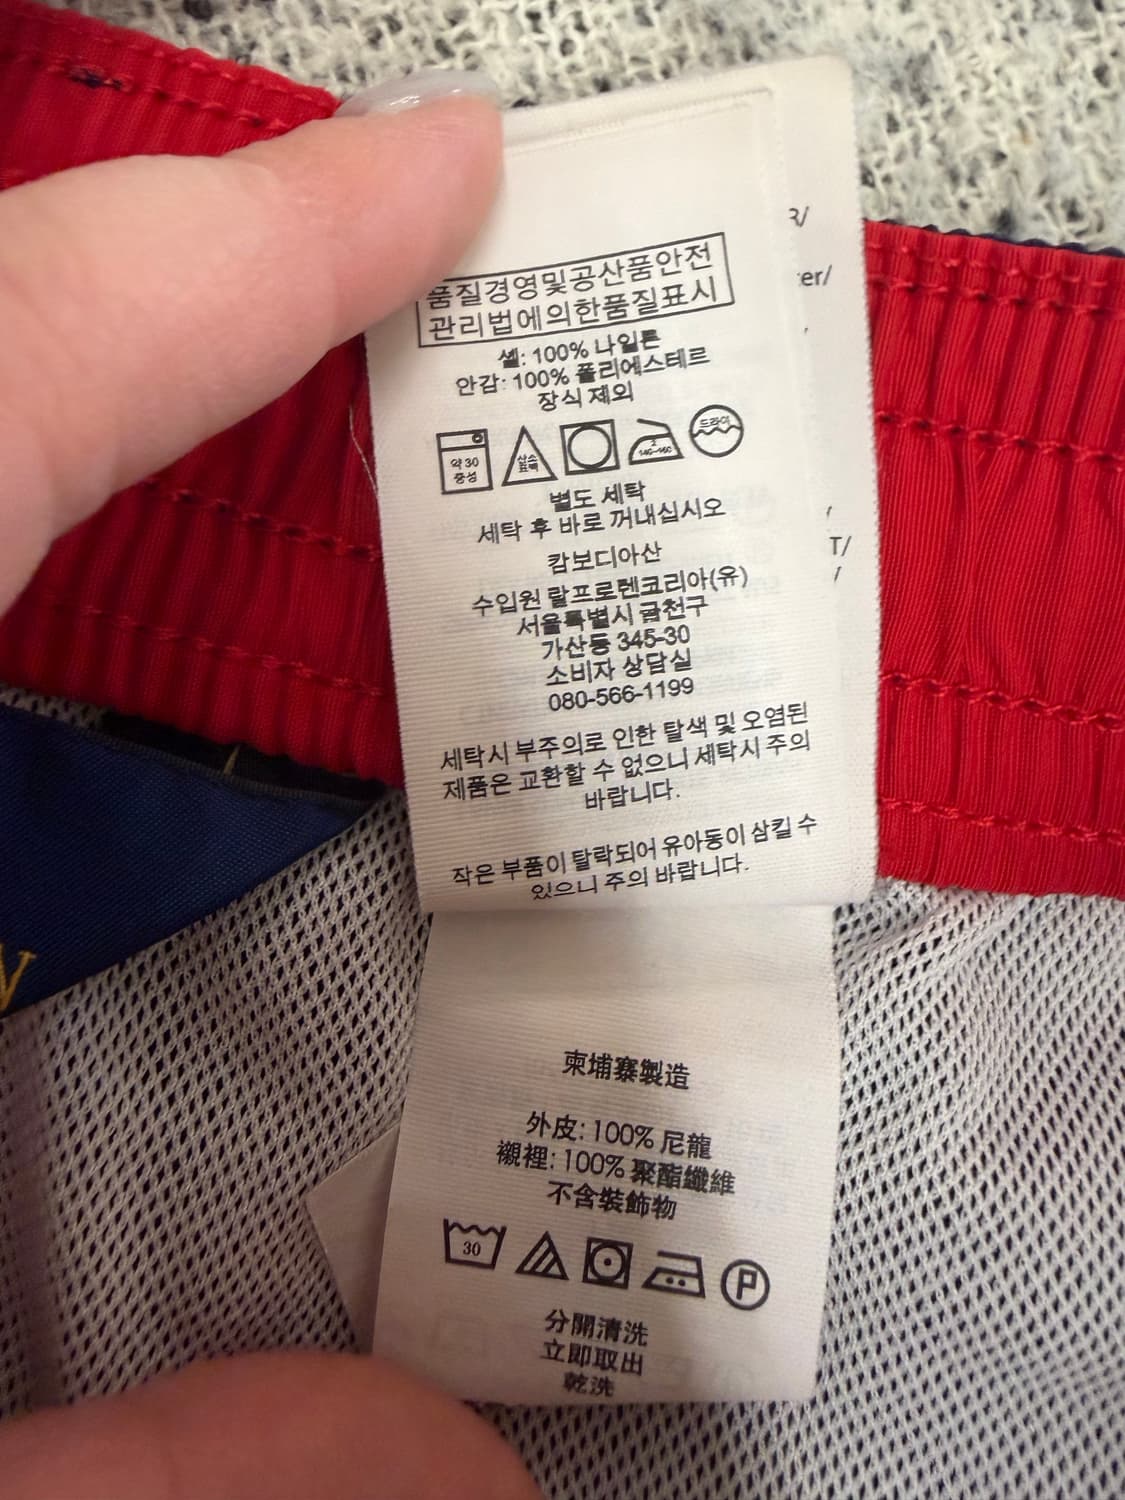 품질경영및공산품안전
관리법에의한품질표시
셸: 100% 나일론
안감: 100% 폴리에스테르
장식 제외
약 30
중성
산소
표백
2
140~160
드라이
별도 세탁
세탁 후 바로 꺼내십시오
캄보디아산
수입원 랄프로렌코리아(유)
서울특별시 금천구
가산동 345-30
소비자 상담실
080-566-1199
세탁시 부주의로 인한 탈색 및 오염된
제품은 교환할 수 없으니 세탁시 주의
바랍니다.
작은 부품이 탈락되어 유아동이 삼킬 수
있으니 주의 바랍니다.
R/
ter/
T/
柬埔寨製造
外皮: 100% 尼龍
襯裡: 100% 聚酯纖維
不含裝飾物
30
P
分開清洗
立即取出
乾洗